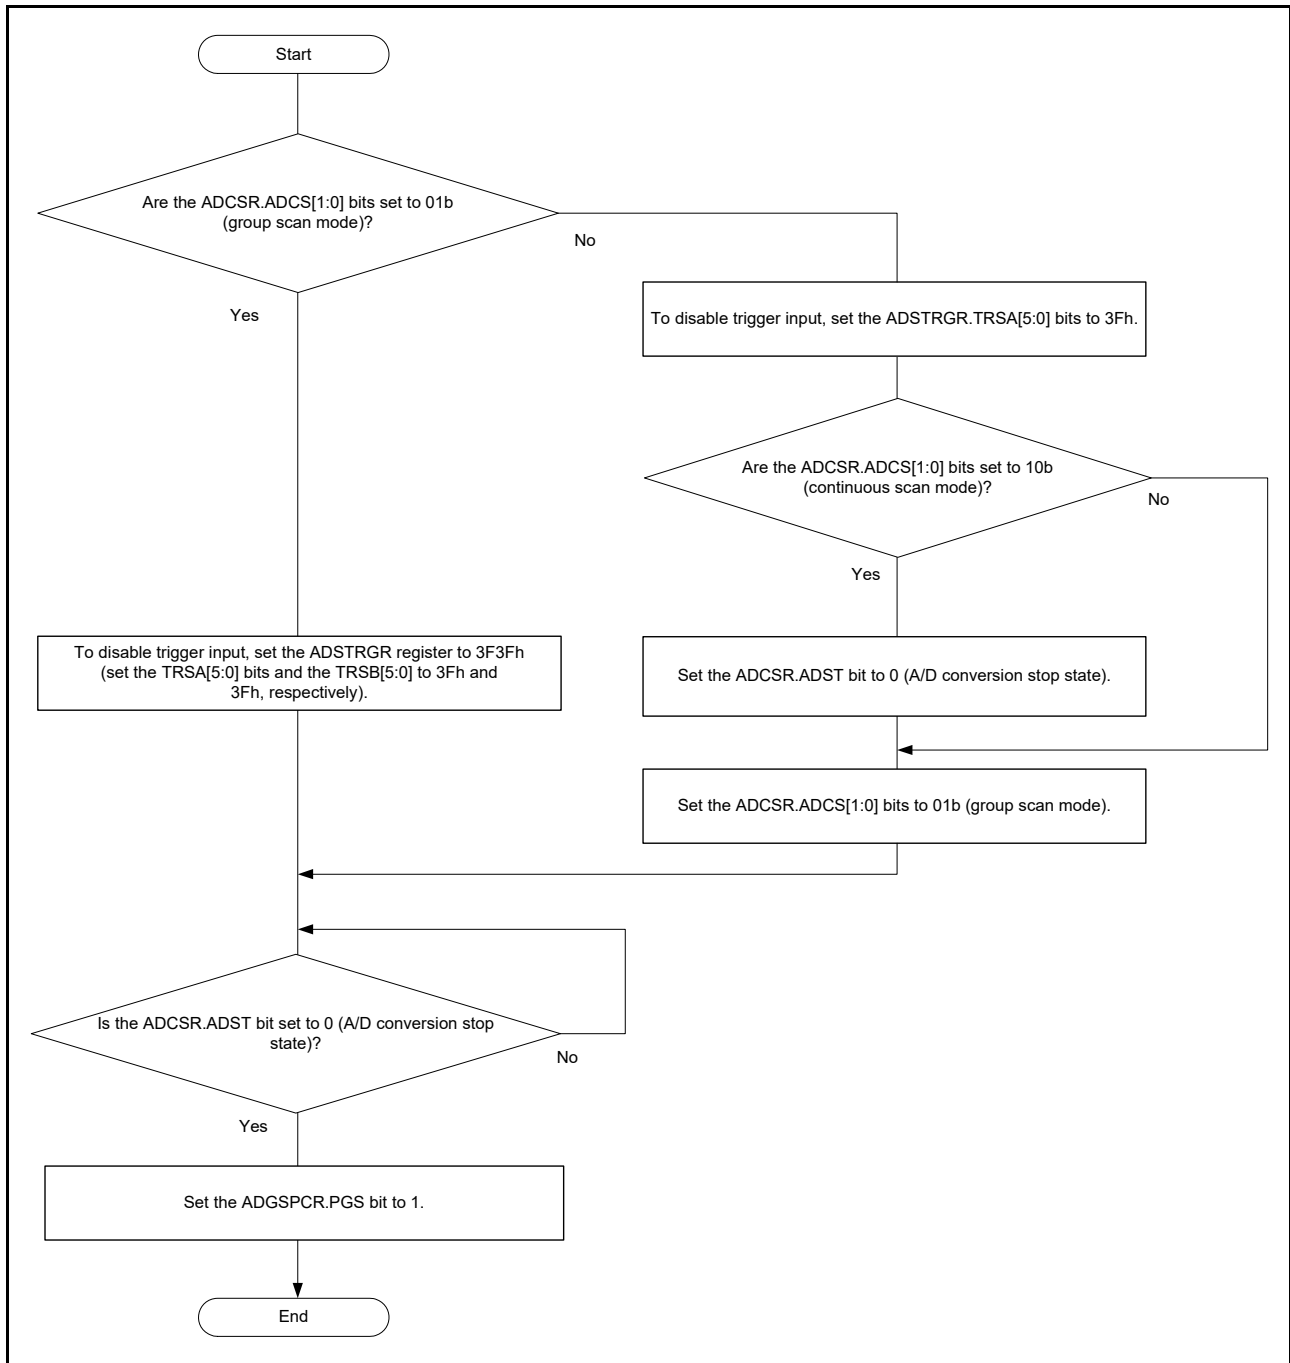 Start
Are the ADCSR.ADCS[1:0] bits set to 01b
(group scan mode)?
No
Yes
To disable trigger input, set the ADSTRGR.TRSA[5:0] bits to 3Fh.
Are the ADCSR.ADCS[1:0] bits set to 10b
(continuous scan mode)?
No
Yes
To disable trigger input, set the ADSTRGR register to 3F3Fh
(set the TRSA[5:0] bits and the TRSB[5:0] to 3Fh and
3Fh, respectively).
Set the ADCSR.ADST bit to 0 (A/D conversion stop state).
Set the ADCSR.ADCS[1:0] bits to 01b (group scan mode).
Is the ADCSR.ADST bit set to 0 (A/D conversion stop
state)?
No
Yes
Set the ADGSPCR.PGS bit to 1.
End